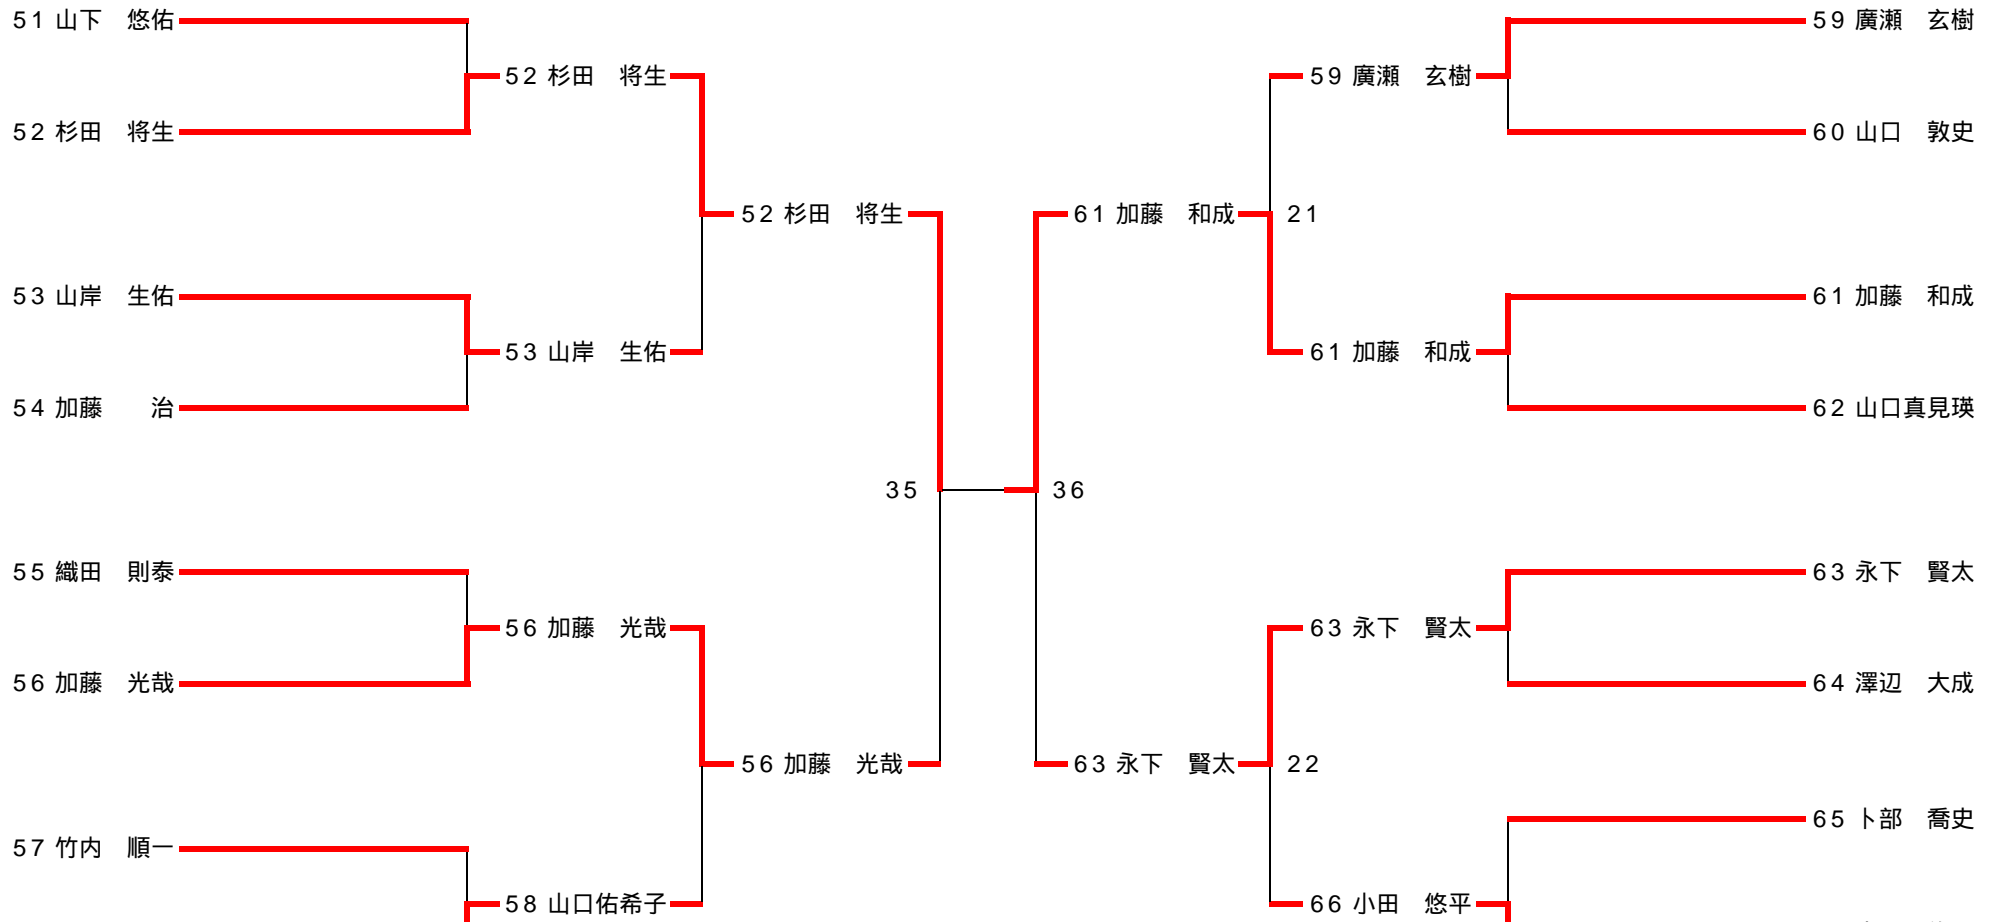 51 山下　悠佑
59 廣瀬　玄樹
52 杉田　将生
59 廣瀬　玄樹
52 杉田　将生
60 山口　敦史
52 杉田　将生
61 加藤　和成
21
53 山岸　生佑
61 加藤　和成
53 山岸　生佑
61 加藤　和成
54 加藤　　治
62 山口真見瑛
35
36
55 織田　則泰
63 永下　賢太
56 加藤　光哉
63 永下　賢太
56 加藤　光哉
64 澤辺　大成
56 加藤　光哉
63 永下　賢太
22
65 卜部　喬史
57 竹内　順一
58 山口佑希子
66 小田　悠平